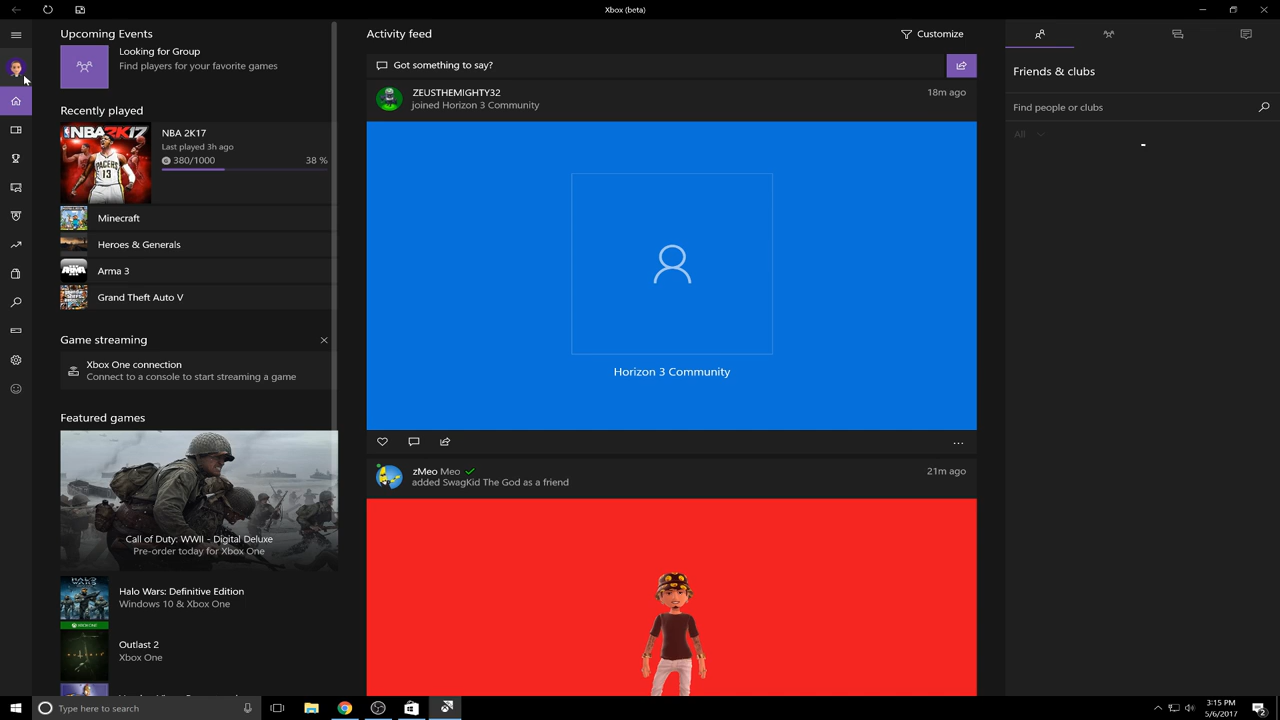 Xbox (beta)
Upcoming Events
Looking for Group
Find players for your favorite games
Recently played
NBA2K17
PACERS
13
NBA 2K17
Last played 3h ago
G 380/1000
38 %
Minecraft
Heroes & Generals
Arma 3
Grand Theft Auto V
Game streaming
Xbox One connection
Connect to a console to start streaming a game
Featured games
Call of Duty: WWII - Digital Deluxe
Pre-order today for Xbox One
HALO WARS
Halo Wars: Definitive Edition
Windows 10 & Xbox One
Outlast 2
Xbox One
Activity feed
Customize
Got something to say?
ZEUSTHEMIGHTY32
18m ago
joined Horizon 3 Community
Horizon 3 Community
zMeo Meo
21m ago
added SwagKid The God as a friend
Friends & clubs
Find people or clubs
All
Type here to search
3:15 PM
5/6/2017
2